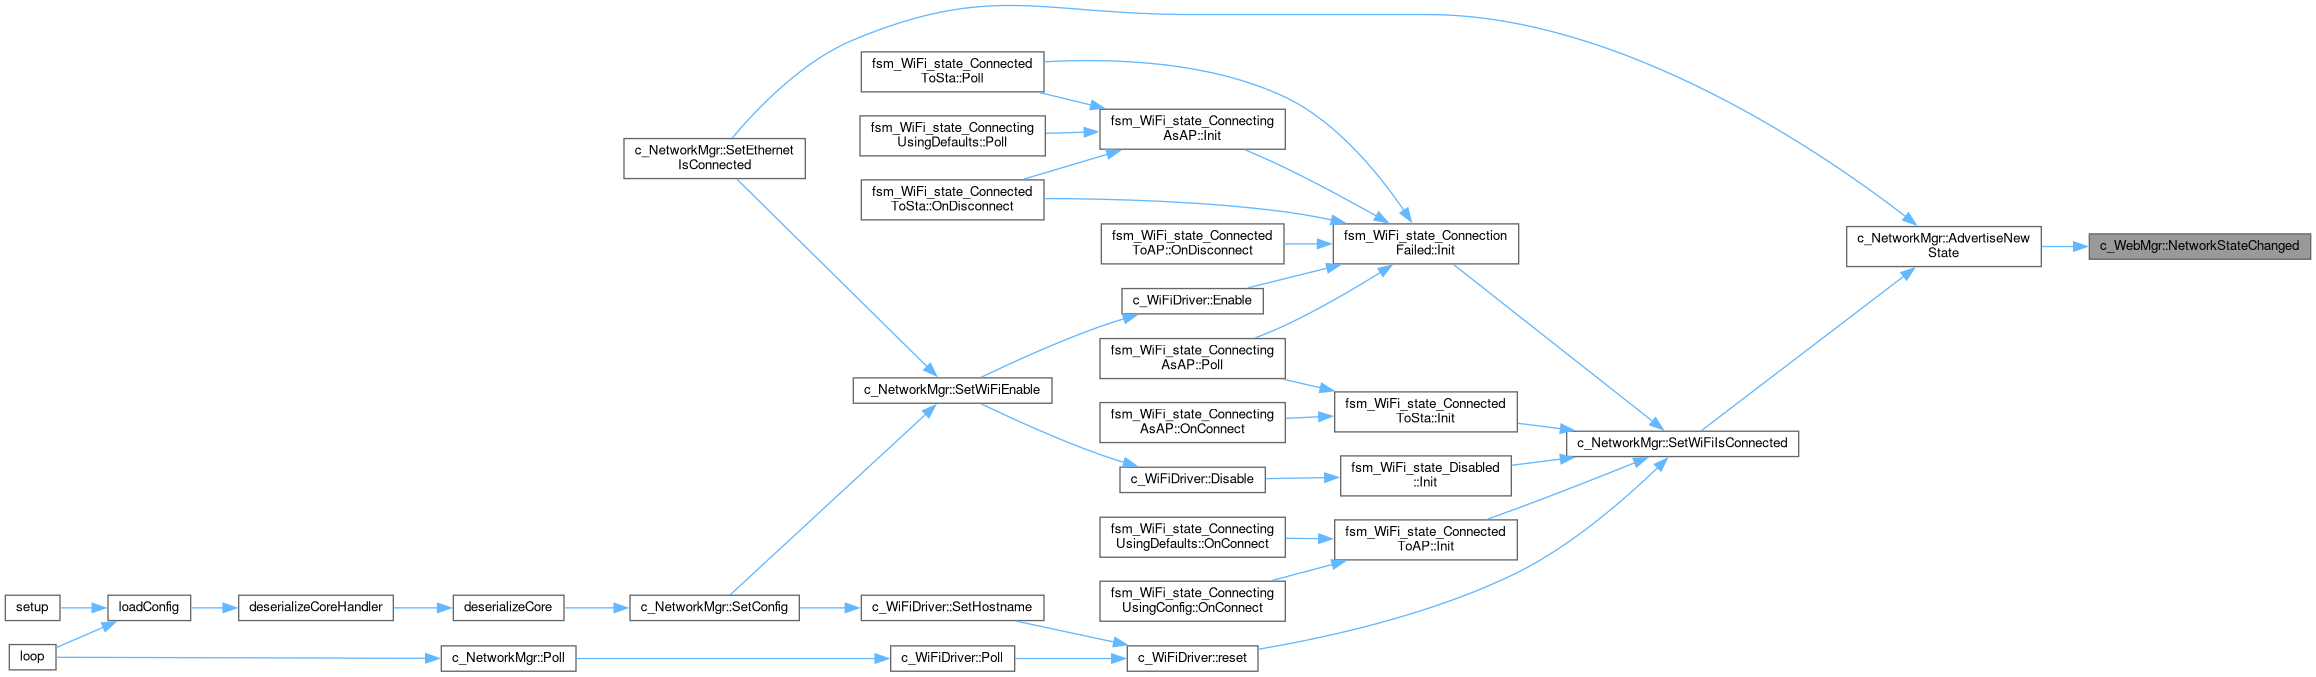 fsm_WiFi_state_Connected
ToSta::Poll
fsm_WiFi_state_Connecting
AsAP::Init
fsm_WiFi_state_Connecting
UsingDefaults::Poll
c_NetworkMgr::SetEthernet
IsConnected
fsm_WiFi_state_Connected
ToSta::OnDisconnect
fsm_WiFi_state_Connected
ToAP::OnDisconnect
fsm_WiFi_state_Connection
Failed::Init
c_NetworkMgr::AdvertiseNew
State
c_WebMgr::NetworkStateChanged
c_WiFiDriver::Enable
fsm_WiFi_state_Connecting
AsAP::Poll
c_NetworkMgr::SetWiFiEnable
fsm_WiFi_state_Connected
ToSta::Init
fsm_WiFi_state_Connecting
AsAP::OnConnect
c_NetworkMgr::SetWiFiIsConnected
c_WiFiDriver::Disable
fsm_WiFi_state_Disabled
::Init
fsm_WiFi_state_Connecting
UsingDefaults::OnConnect
fsm_WiFi_state_Connected
ToAP::Init
fsm_WiFi_state_Connecting
UsingConfig::OnConnect
setup
loadConfig
deserializeCoreHandler
deserializeCore
c_NetworkMgr::SetConfig
c_WiFiDriver::SetHostname
loop
c_NetworkMgr::Poll
c_WiFiDriver::Poll
c_WiFiDriver::reset